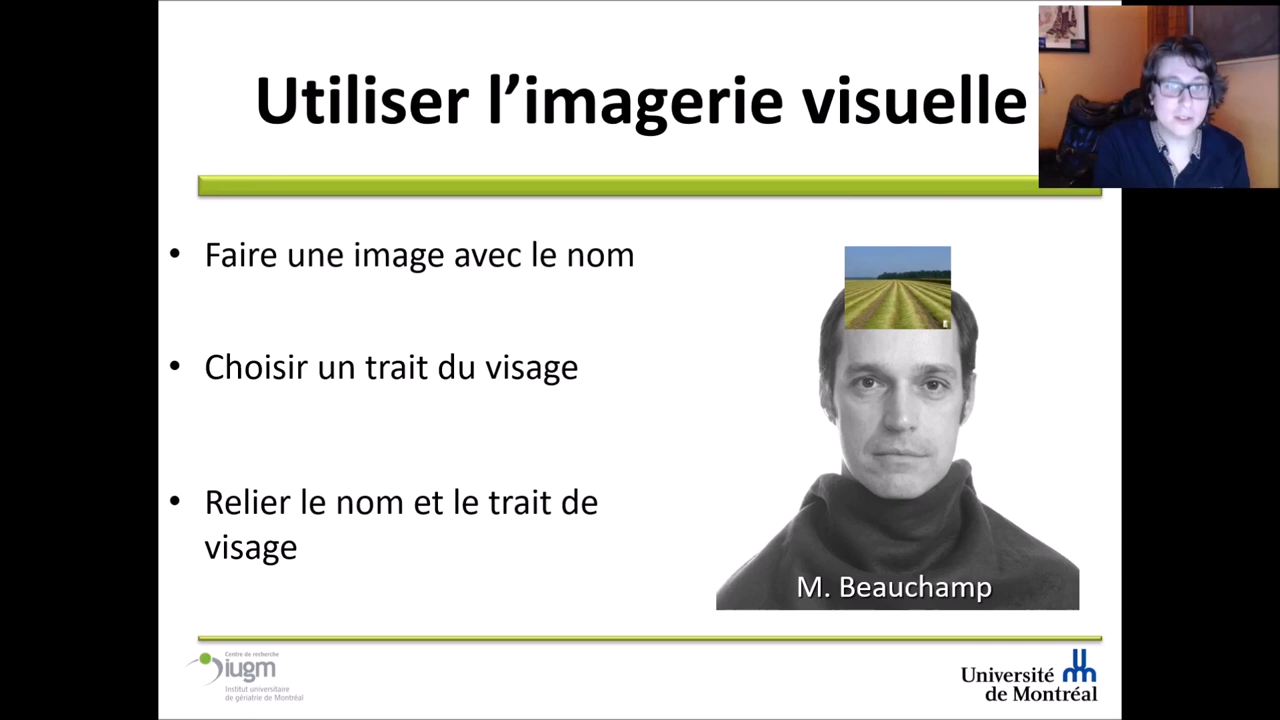 Utiliser l’imagerie visuelle
• Faire une image avec le nom
• Choisir un trait du visage
• Relier le nom et le trait de
visage
M. Beauchamp
Centre de recherche
iugm
Institut universitaire
de gériatrie de Montréal
Université
de Montréal